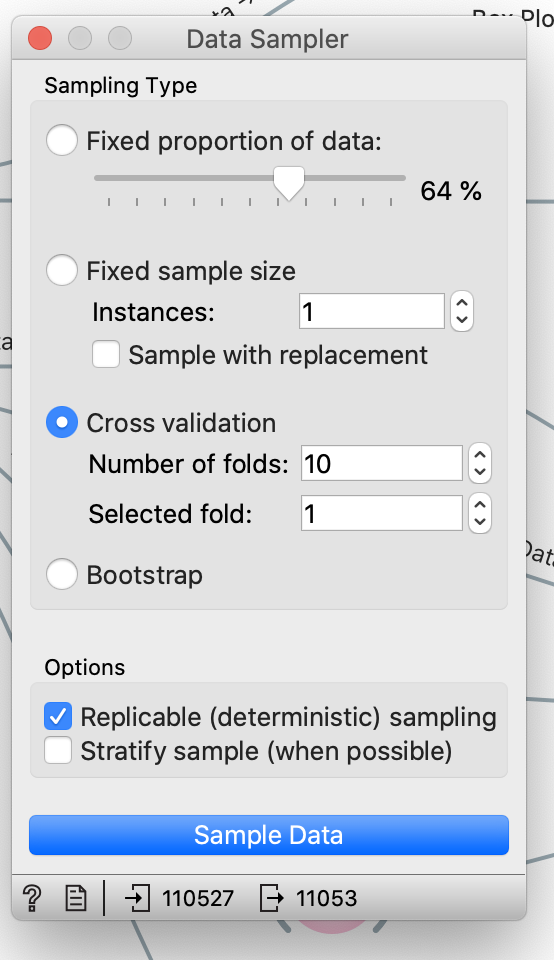 Data Sampler
Sampling Type
Fixed proportion of data:
64 %
Fixed sample size
Instances: 1
Sample with replacement
Cross validation
Number of folds: 10
Selected fold: 1
Bootstrap
Options
Replicable (deterministic) sampling
Stratify sample (when possible)
Sample Data
? 110527 11053